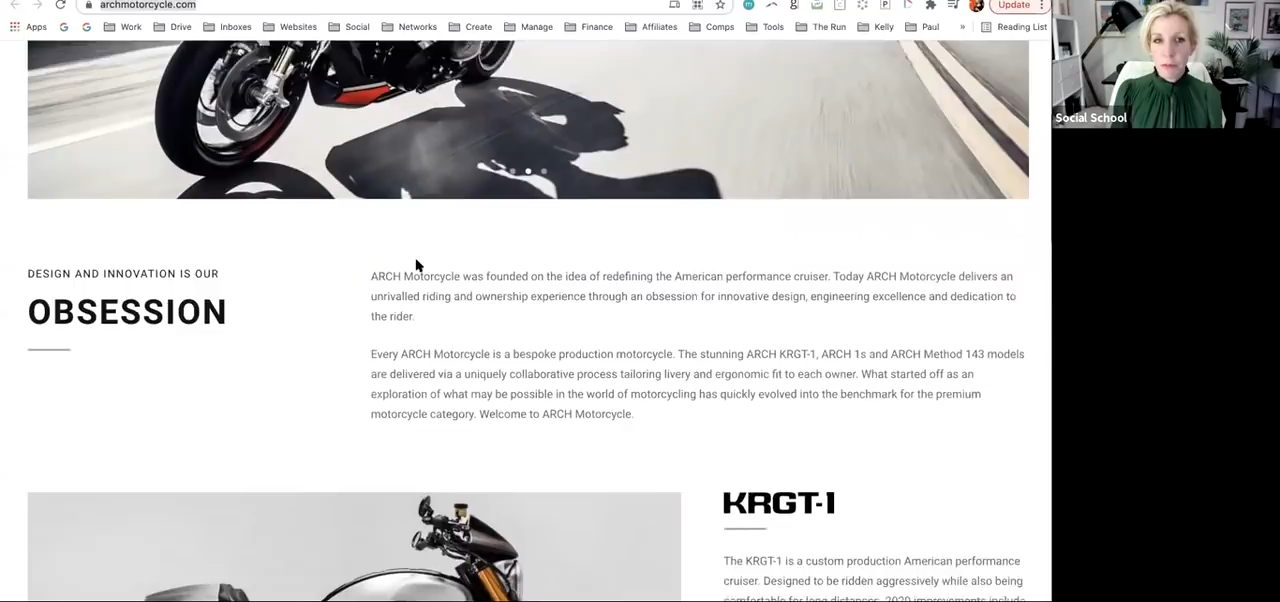 archmotorcycle.com
Update
Apps Work Drive Inboxes Websites Social Networks Create Manage Finance Affiliates Comps Tools The Run Kelly Paul » Reading List
Social School
DESIGN AND INNOVATION IS OUR
OBSESSION
ARCH Motorcycle was founded on the idea of redefining the American performance cruiser. Today ARCH Motorcycle delivers an
unrivalled riding and ownership experience through an obsession for innovative design, engineering excellence and dedication to
the rider.
Every ARCH Motorcycle is a bespoke production motorcycle. The stunning ARCH KRGT-1, ARCH 1s and ARCH Method 143 models
are delivered via a uniquely collaborative process tailoring livery and ergonomic fit to each owner. What started off as an
exploration of what may be possible in the world of motorcycling has quickly evolved into the benchmark for the premium
motorcycle category. Welcome to ARCH Motorcycle.
KRGT-1
The KRGT-1 is a custom production American performance
cruiser. Designed to be ridden aggressively while also being
comfortable for long distances. 2020 improvements include